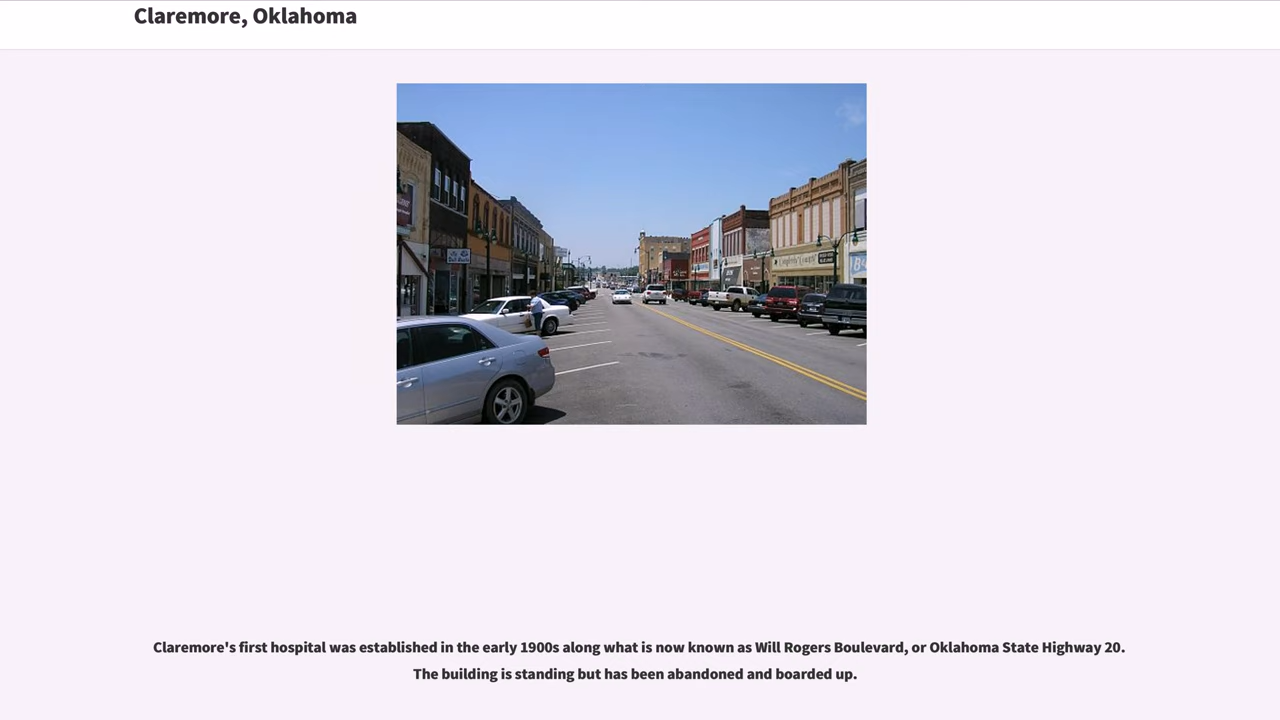 Claremore, Oklahoma
Claremore's first hospital was established in the early 1900s along what is now known as Will Rogers Boulevard, or Oklahoma State Highway 20.
The building is standing but has been abandoned and boarded up.